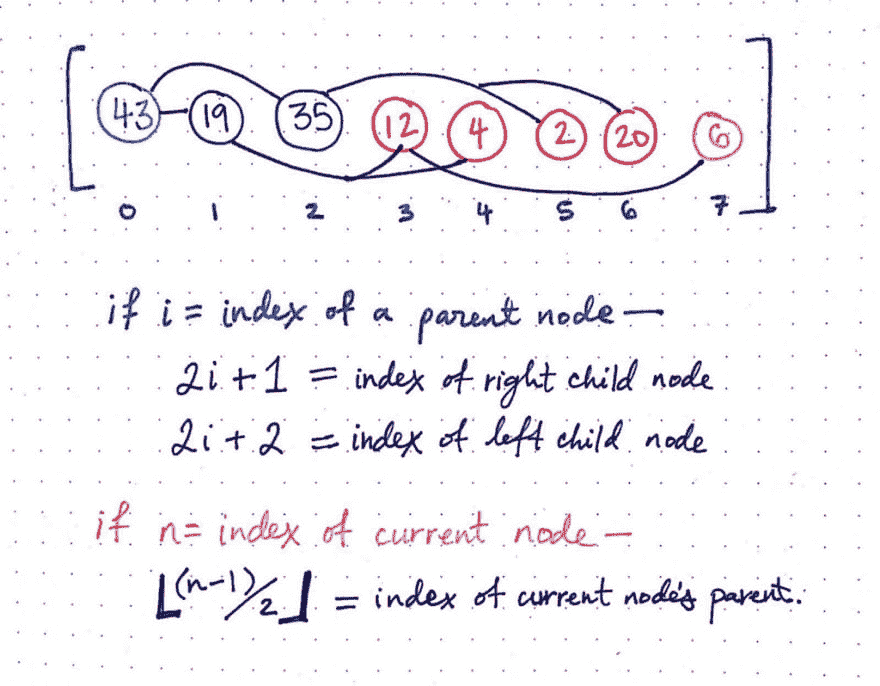 [ 43 19 35 12 4 2 20 6 ]
0 1 2 3 4 5 6 7
if i = index of a parent node —
2i + 1 = index of right child node
2i + 2 = index of left child node
if n = index of current node —
⌊(n-1)/2⌋ = index of current node's parent.